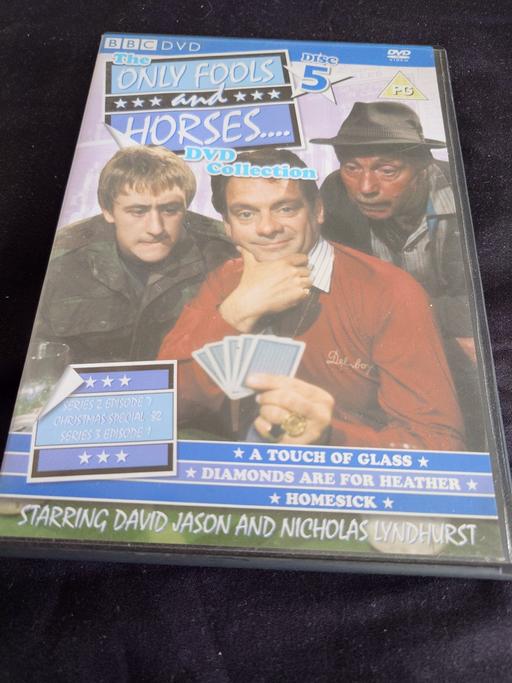 BBC DVD
DVD
VIDEO
The
ONLY FOOLS
★★★ and ★★★
HORSES....
DVD
Collection
DISC
5
PG
Del-boy
★★★
SERIES 2 EPISODE 7
CHRISTMAS SPECIAL '82
SERIES 3 EPISODE 1
★★★
★ A TOUCH OF GLASS ★
★ DIAMONDS ARE FOR HEATHER ★
★ HOMESICK ★
STARRING DAVID JASON AND NICHOLAS LYNDHURST